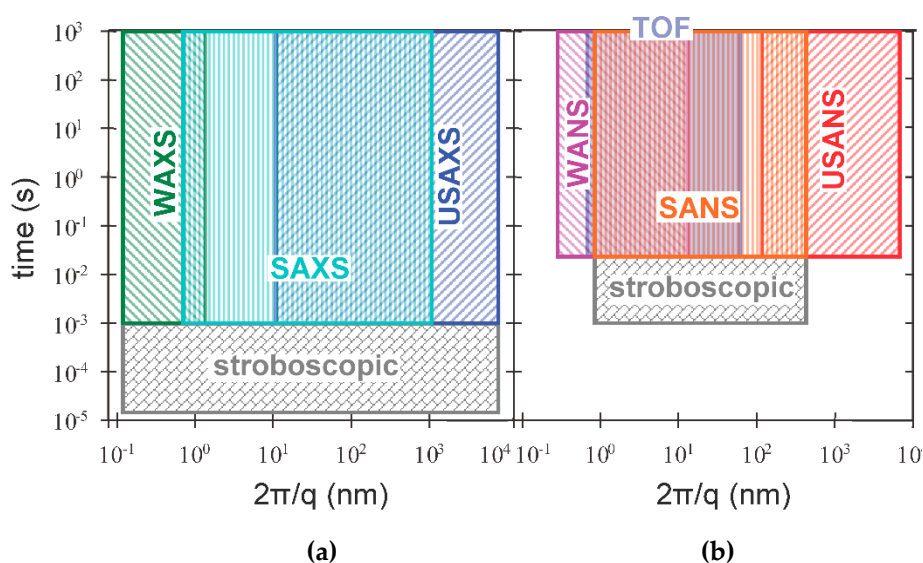 10³
10²
10¹
10⁰
10⁻¹
10⁻²
10⁻³
10⁻⁴
10⁻⁵
time (s)
WAXS
SAXS
USAXS
stroboscopic
10⁻¹ 10⁰ 10¹ 10² 10³ 10⁴
2π/q (nm)
(a)
TOF
WANS
SANS
USANS
stroboscopic
10⁻¹ 10⁰ 10¹ 10² 10³
2π/q (nm)
(b)